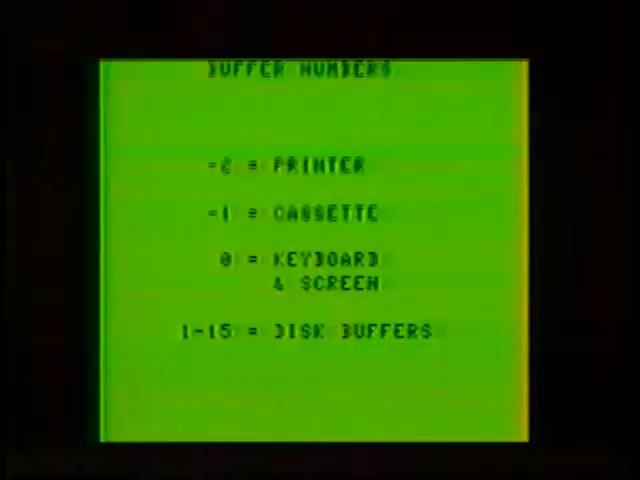 BUFFER NUMBERS
-2 = PRINTER
-1 = CASSETTE
0 = KEYBOARD
& SCREEN
1-15 = DISK BUFFERS